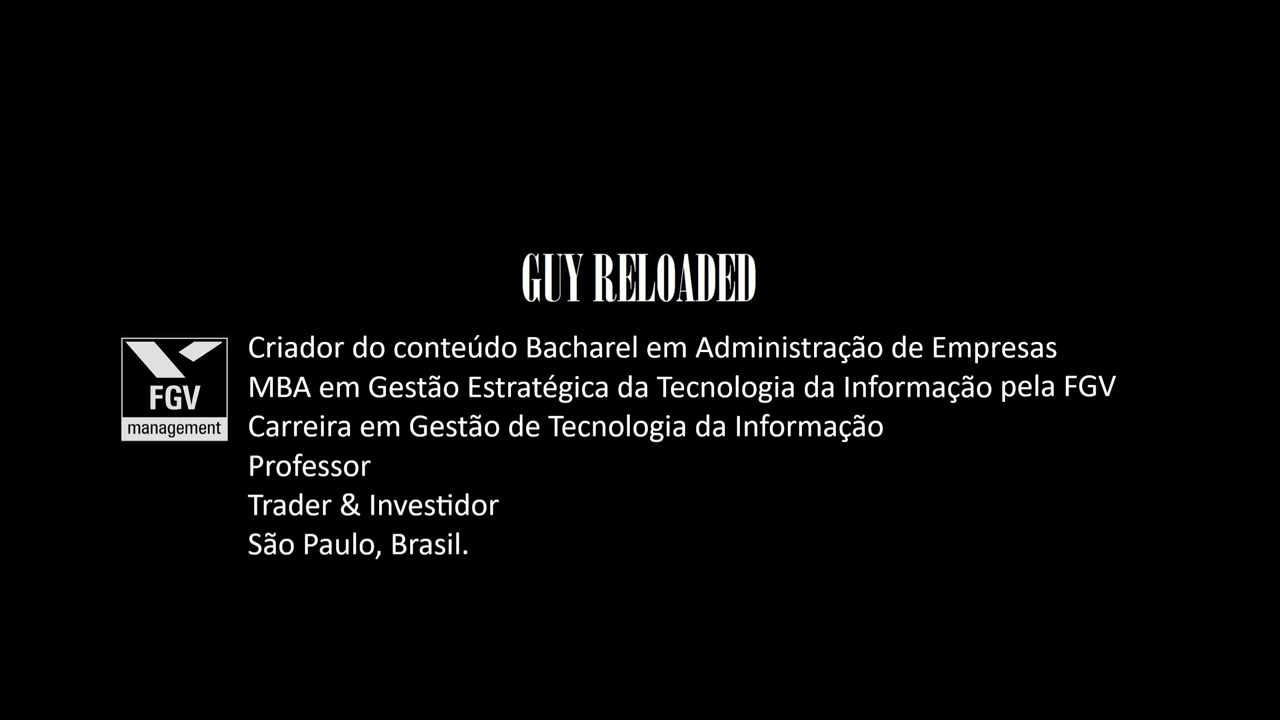 GUY RELOADED
Criador do conteúdo Bacharel em Administração de Empresas
MBA em Gestão Estratégica da Tecnologia da Informação pela FGV
Carreira em Gestão de Tecnologia da Informação
Professor
Trader & Investidor
São Paulo, Brasil.
FGV
management